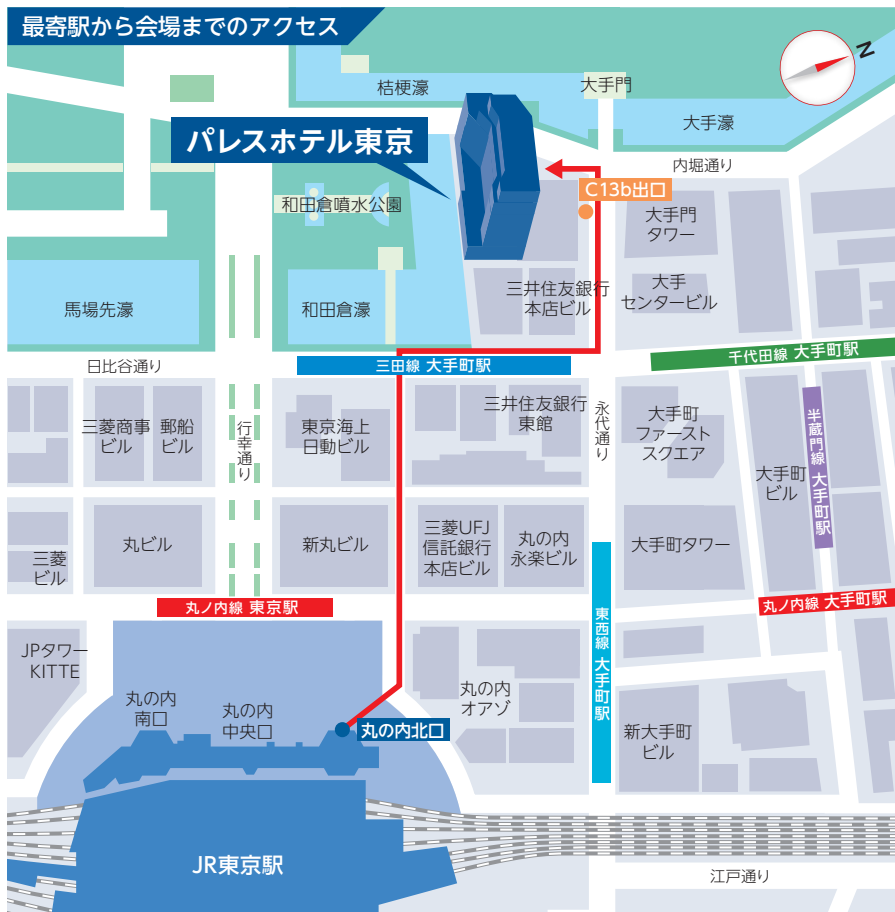 最寄駅から会場までのアクセス
N
桔梗濠
大手門
大手濠
パレスホテル東京
内堀通り
C13b出口
和田倉噴水公園
大手門
タワー
三井住友銀行
本店ビル
大手
センタービル
馬場先濠
和田倉濠
日比谷通り
三田線 大手町駅
千代田線 大手町駅
三菱商事
ビル
郵船
ビル
行幸通り
東京海上
日動ビル
三井住友銀行
東館
永代通り
大手町
ファースト
スクエア
大手町
ビル
半蔵門線 大手町駅
三菱
ビル
丸ビル
新丸ビル
三菱UFJ
信託銀行
本店ビル
丸の内
永楽ビル
大手町タワー
丸ノ内線 東京駅
東西線 大手町駅
丸ノ内線 大手町駅
JPタワー
KITTE
丸の内
南口
丸の内
中央口
丸の内北口
丸の内
オアゾ
新大手町
ビル
JR東京駅
江戸通り